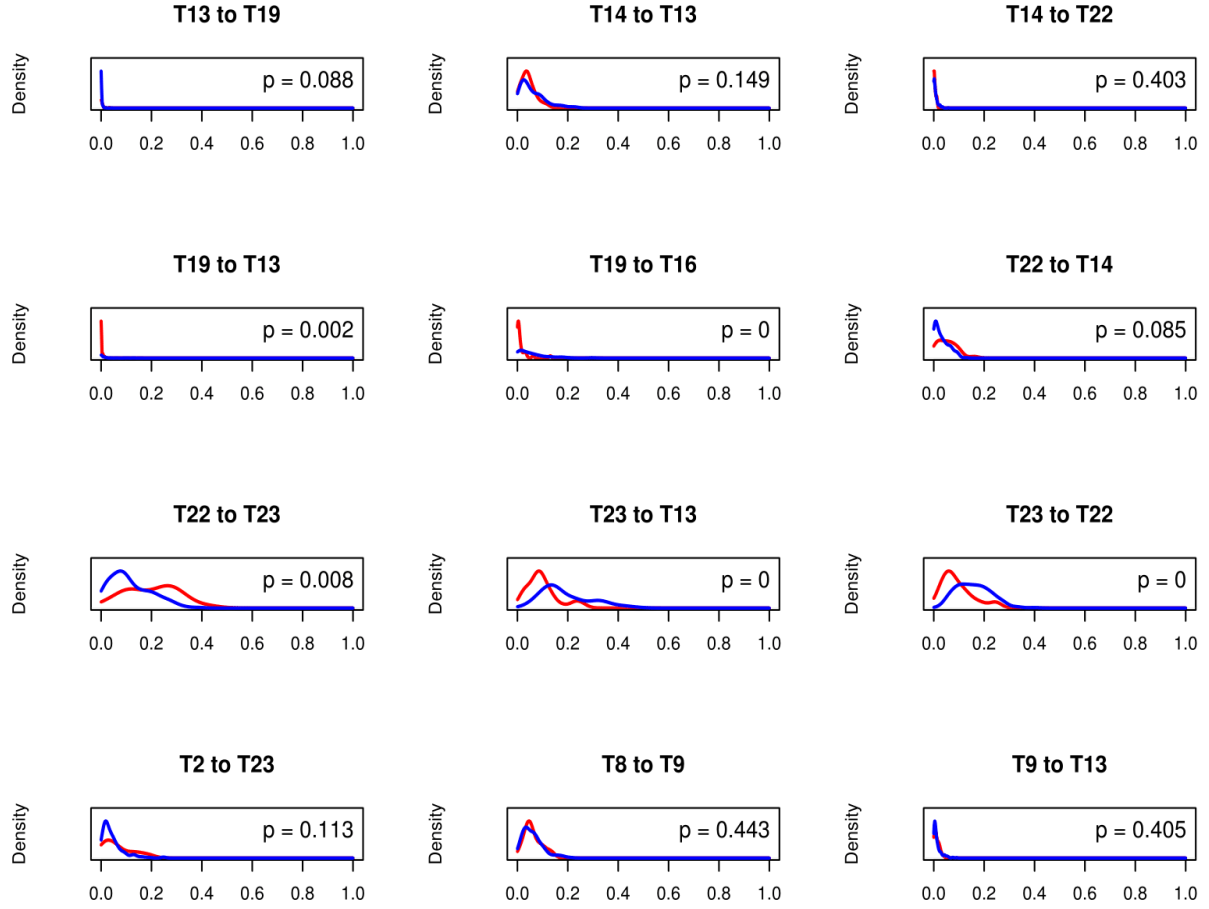 T13 to T19
Density
p = 0.088
0.0 0.2 0.4 0.6 0.8 1.0
T14 to T13
Density
p = 0.149
0.0 0.2 0.4 0.6 0.8 1.0
T14 to T22
Density
p = 0.403
0.0 0.2 0.4 0.6 0.8 1.0
T19 to T13
Density
p = 0.002
0.0 0.2 0.4 0.6 0.8 1.0
T19 to T16
Density
p = 0
0.0 0.2 0.4 0.6 0.8 1.0
T22 to T14
Density
p = 0.085
0.0 0.2 0.4 0.6 0.8 1.0
T22 to T23
Density
p = 0.008
0.0 0.2 0.4 0.6 0.8 1.0
T23 to T13
Density
p = 0
0.0 0.2 0.4 0.6 0.8 1.0
T23 to T22
Density
p = 0
0.0 0.2 0.4 0.6 0.8 1.0
T2 to T23
Density
p = 0.113
0.0 0.2 0.4 0.6 0.8 1.0
T8 to T9
Density
p = 0.443
0.0 0.2 0.4 0.6 0.8 1.0
T9 to T13
Density
p = 0.405
0.0 0.2 0.4 0.6 0.8 1.0